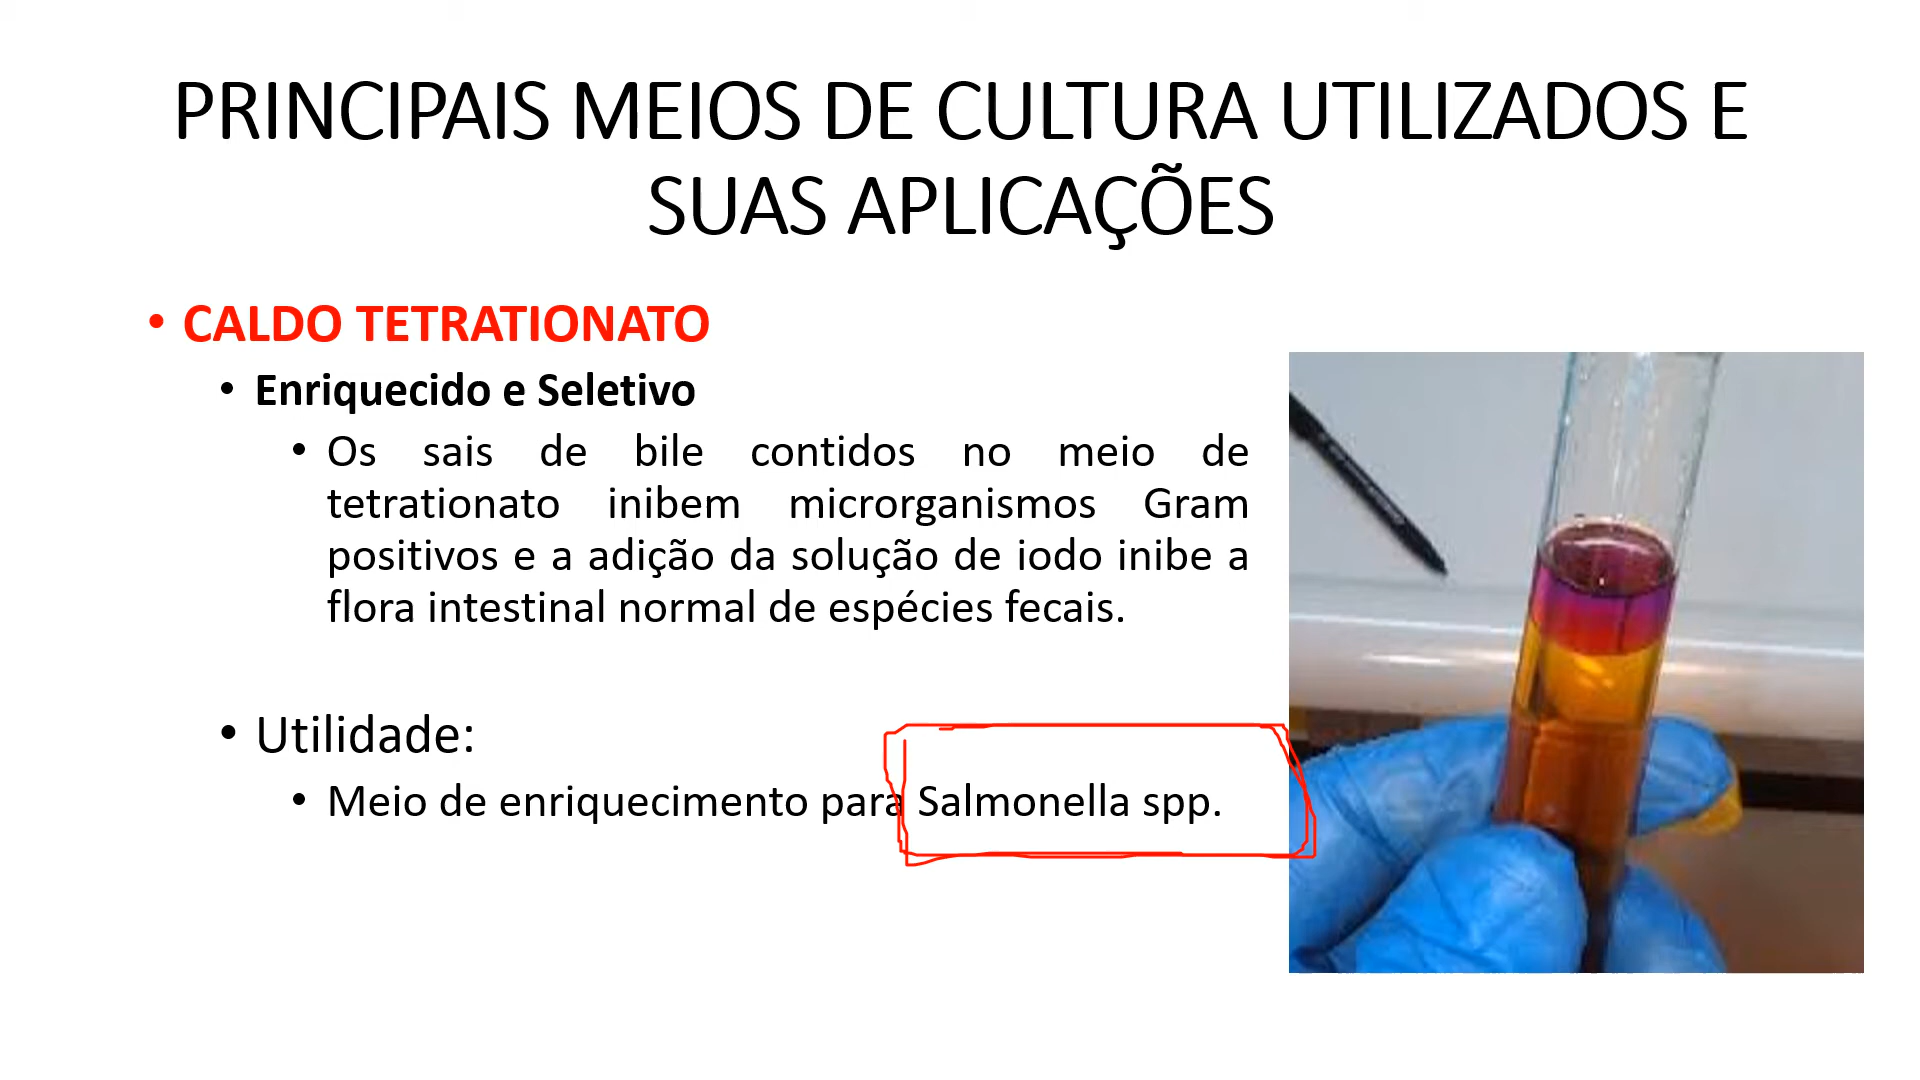 PRINCIPAIS MEIOS DE CULTURA UTILIZADOS E
SUAS APLICAÇÕES
• CALDO TETRATIONATO
• Enriquecido e Seletivo
• Os sais de bile contidos no meio de
tetrationato inibem microrganismos Gram
positivos e a adição da solução de iodo inibe a
flora intestinal normal de espécies fecais.
• Utilidade:
• Meio de enriquecimento para Salmonella spp.